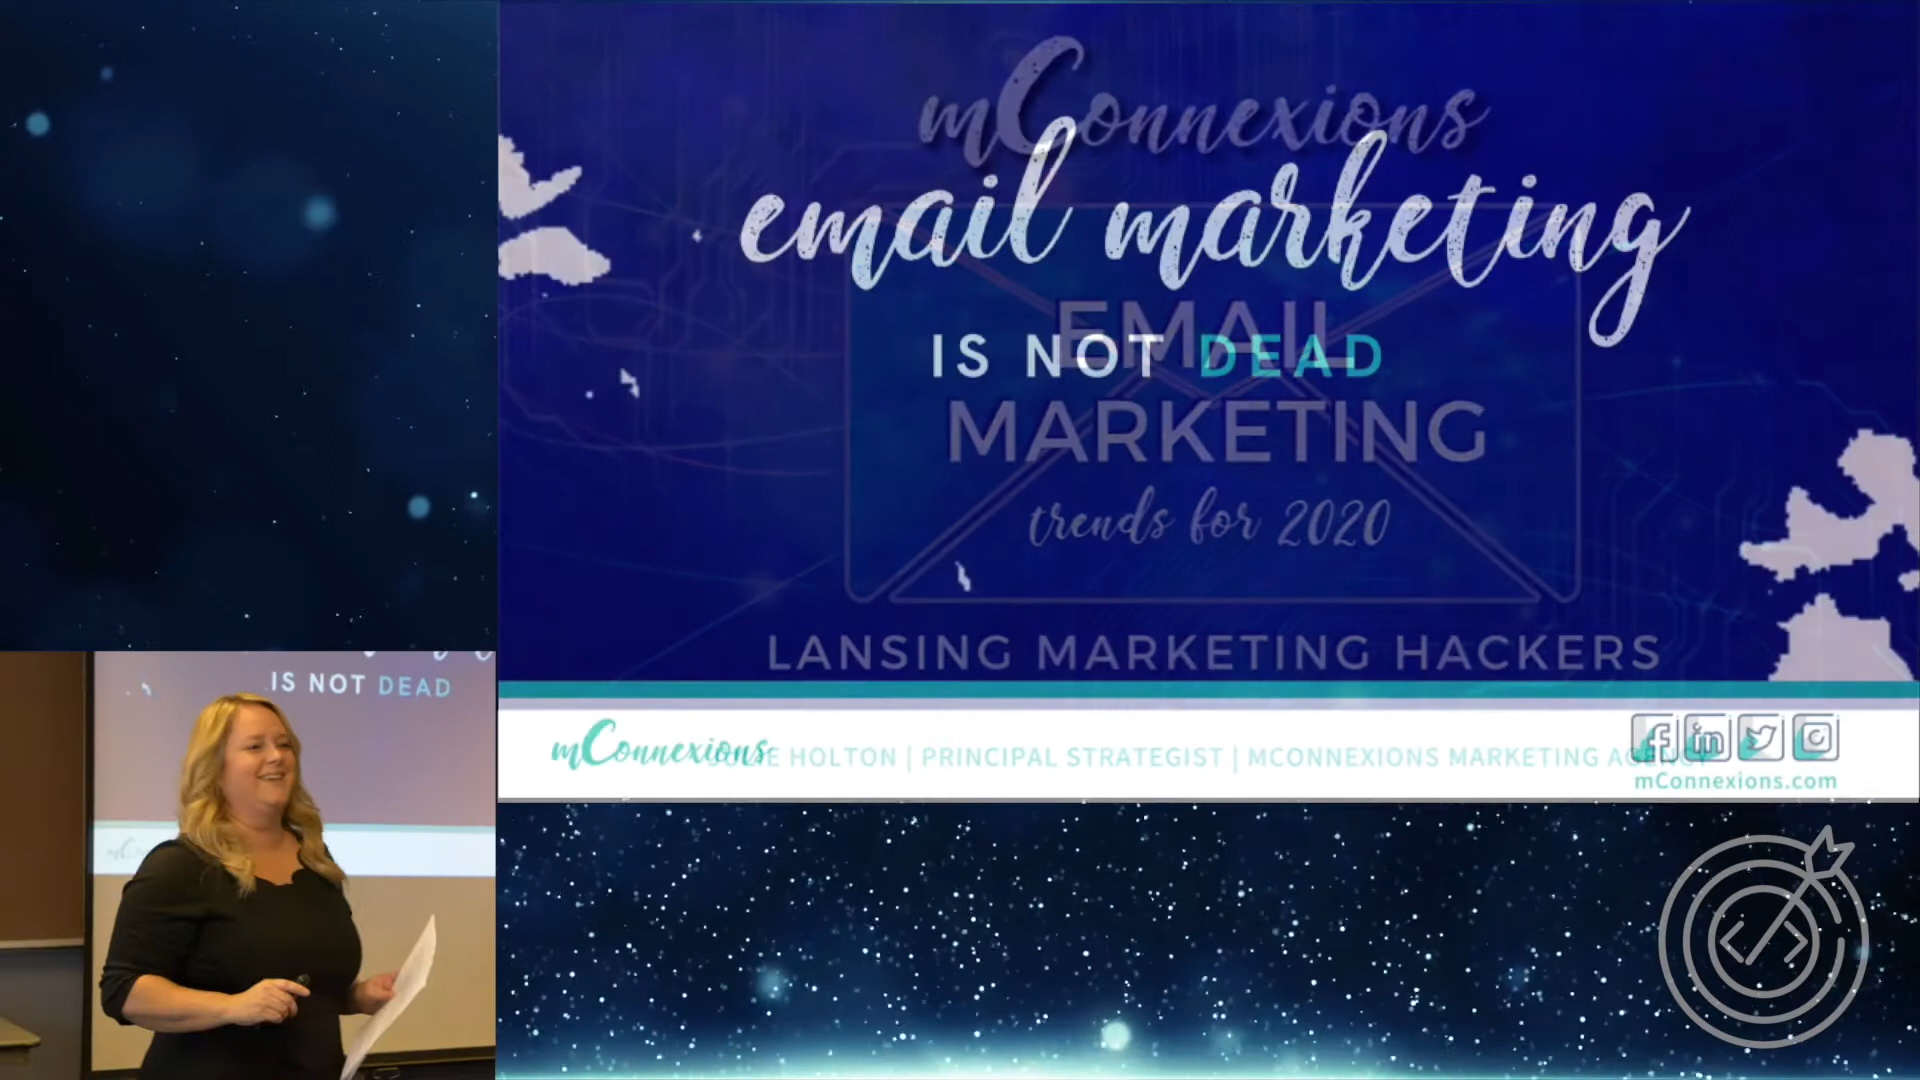 mConnexions
email marketing
IS NOT DEAD
EMAIL
MARKETING
trends for 2020
LANSING MARKETING HACKERS
mConnexions
HOLTON | PRINCIPAL STRATEGIST | MCONNEXIONS MARKETING AGENCY
mConnexions.com
IS NOT DEAD